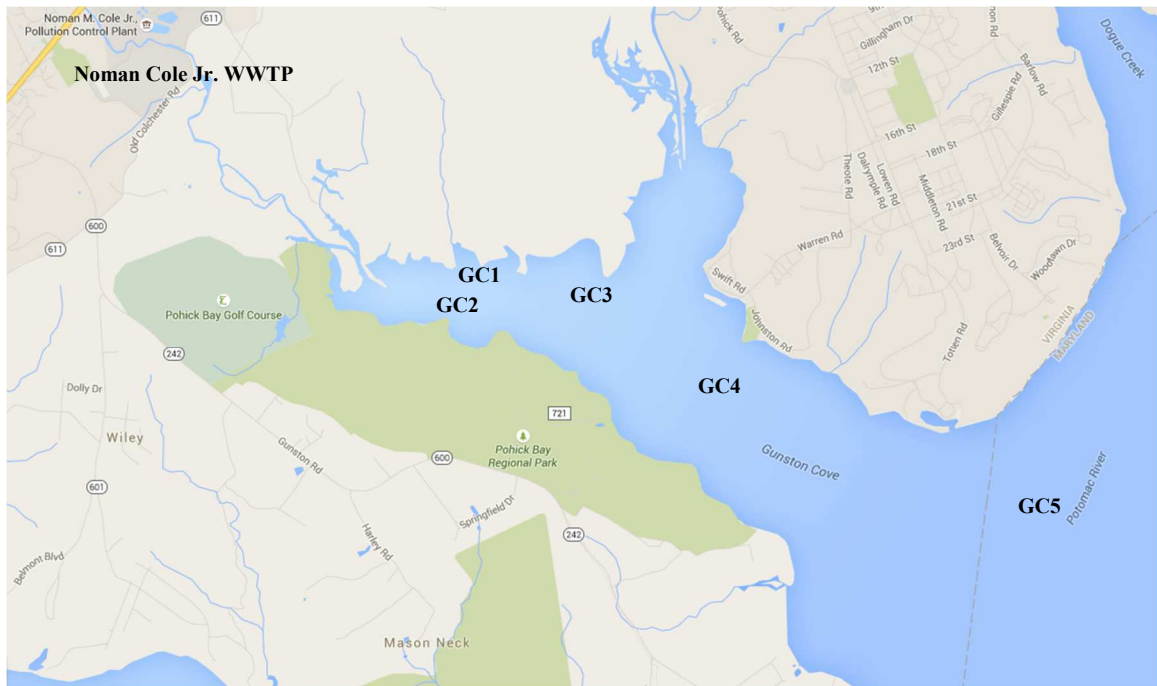 Noman M. Cole Jr.,
Pollution Control Plant
611
Noman Cole Jr. WWTP
Old Colchester Rd
600
611
Pohick Bay Golf Course
242
Dolly Dr
Wiley
601
Belmont Blvd
Gunston Rd
Harley Rd
600
Springfield Dr
242
721
Pohick Bay
Regional Park
Mason Neck
GC1
GC2
GC3
GC4
GC5
Gunston Cove
Potomac River
Dogue Creek
Pohick Rd
9th
Gillingham Dr
12th St
16th St
18th St
21st St
23rd St
non Rd
Barlow Rd
Gillespie Rd
Theote Rd
Dalrymple Rd
Lowen Rd
Middleton Rd
Warren Rd
Belvoir Dr
Woodlawn Dr
Swift Rd
Johnston Rd
Totten Rd
VIRGINIA
MARYLAND